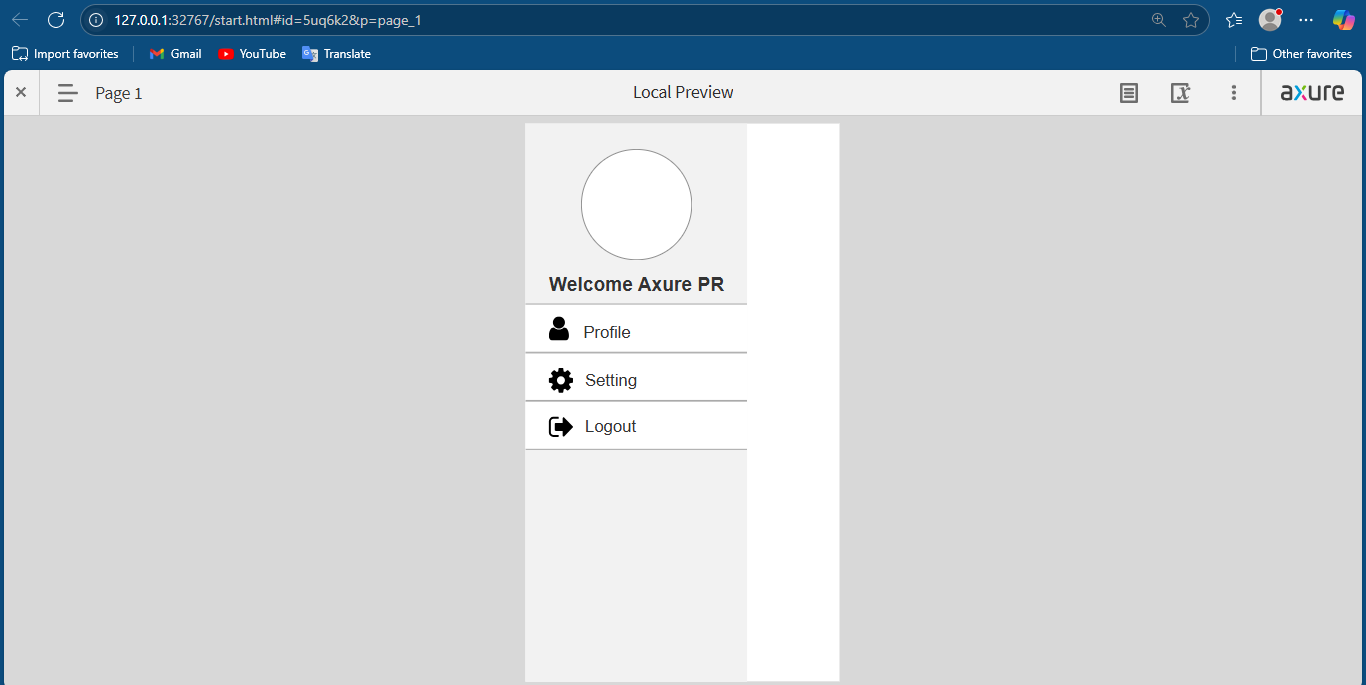 127.0.0.1:32767/start.html#id=5uq6k2&p=page_1
Import favorites Gmail YouTube Translate Other favorites
Page 1 Local Preview axure
Welcome Axure PR
Profile
Setting
Logout